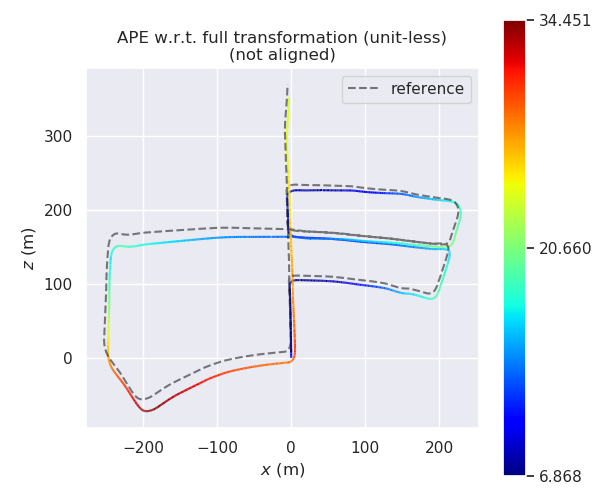 APE w.r.t. full transformation (unit-less)
(not aligned)
reference
34.451
20.660
6.868
z (m)
300
200
100
0
−200
−100
0
100
200
x (m)